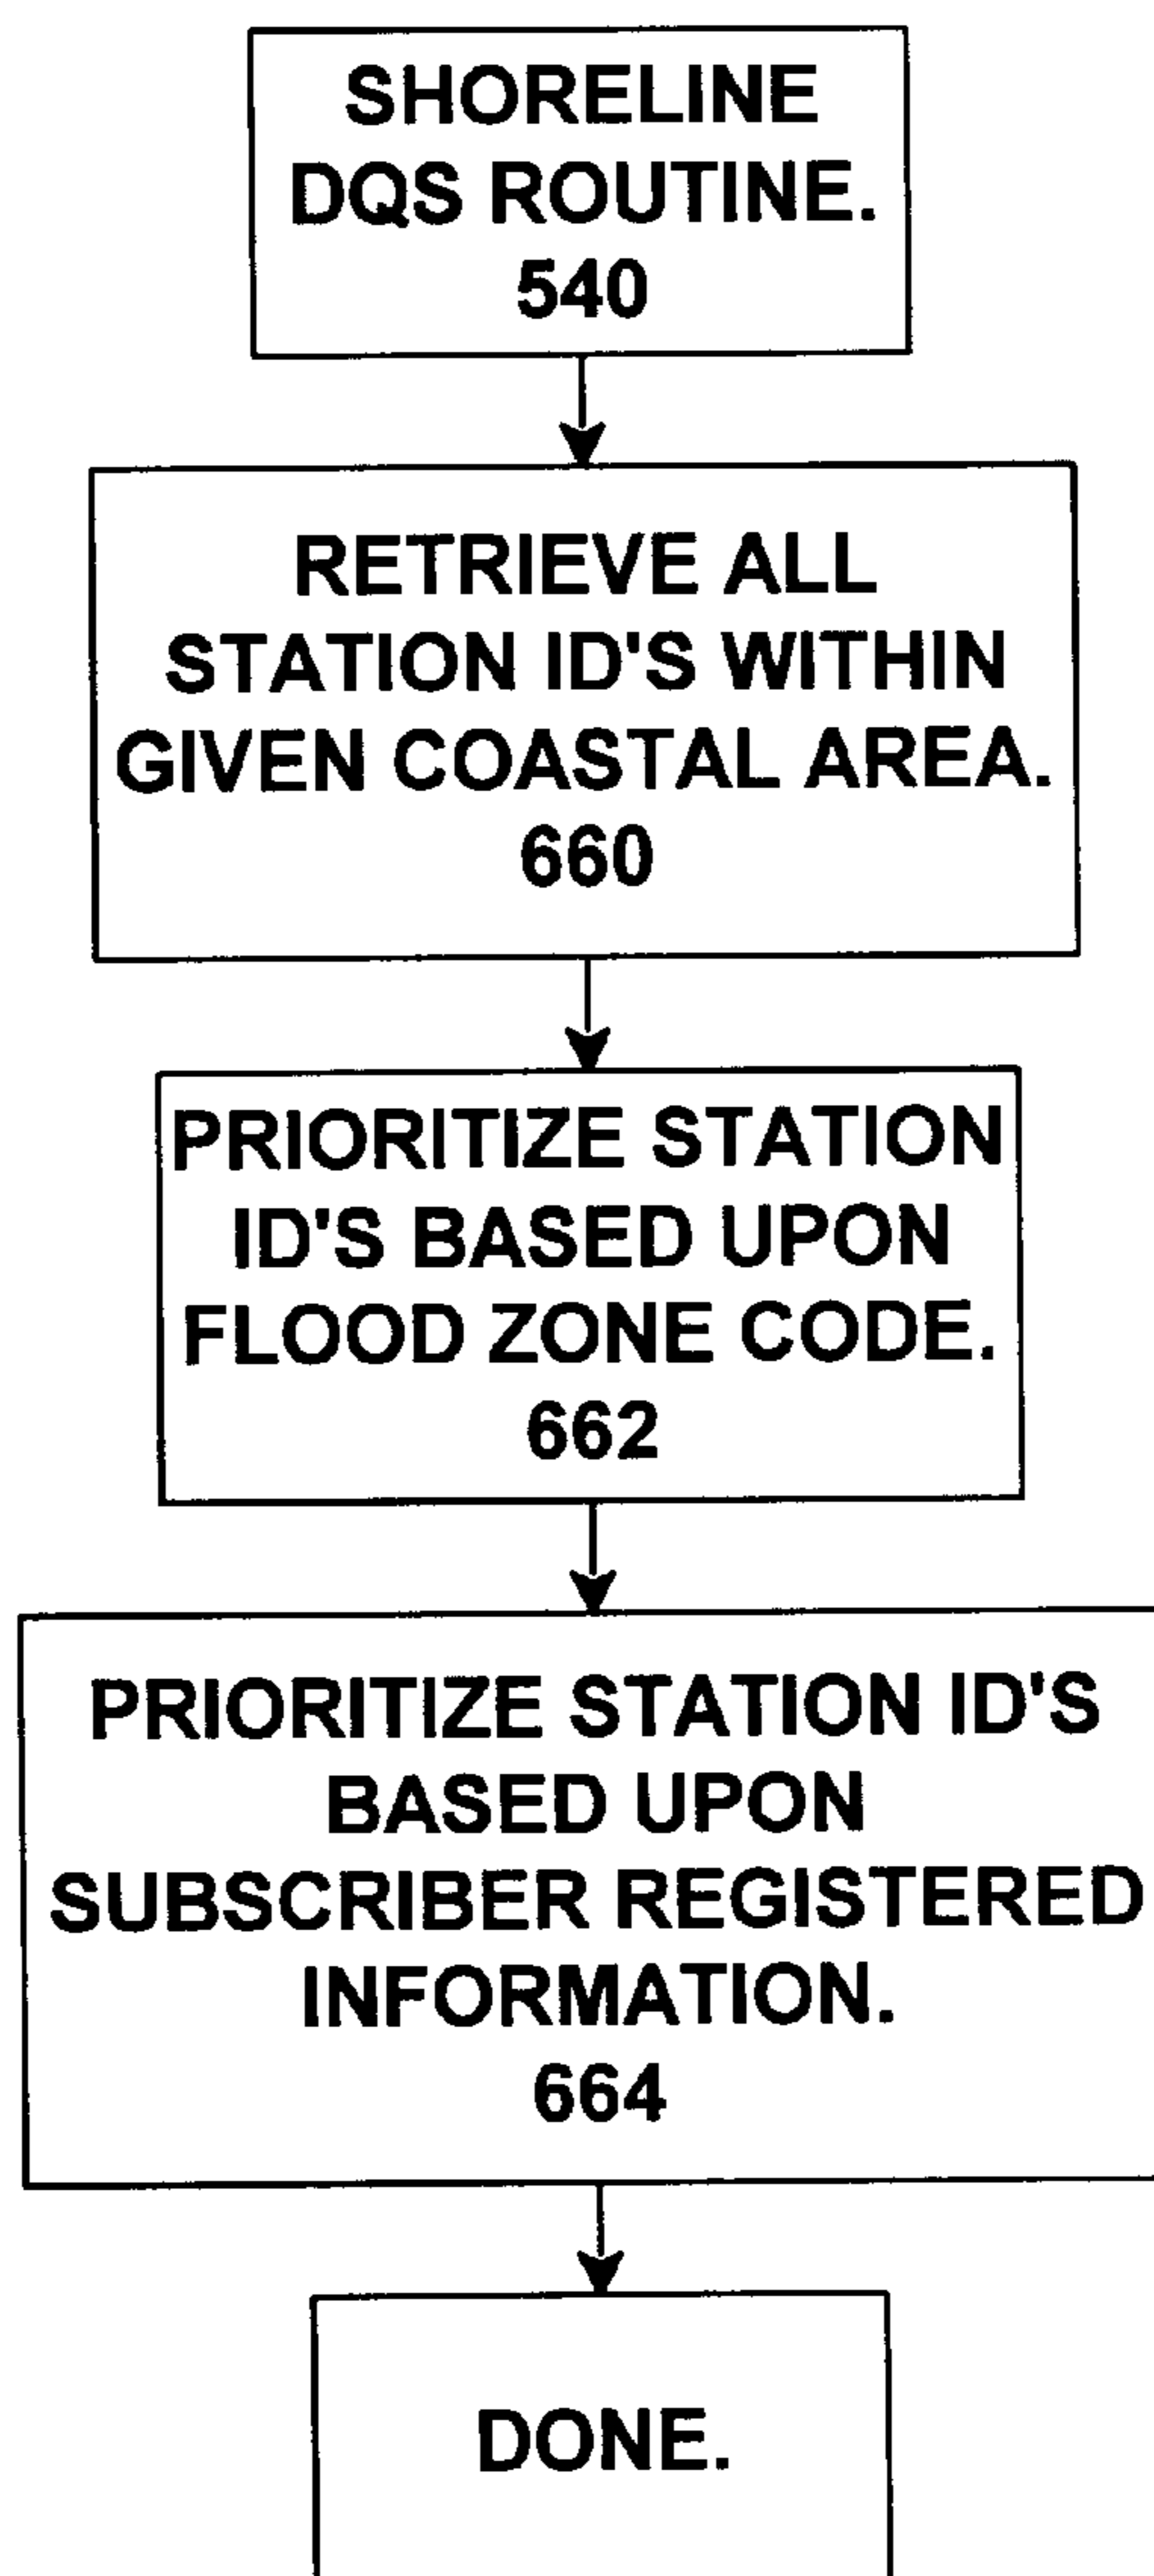 SHORELINE
DQS ROUTINE.
540
RETRIEVE ALL
STATION ID'S WITHIN
GIVEN COASTAL AREA.
660
PRIORITIZE STATION
ID'S BASED UPON
FLOOD ZONE CODE.
662
PRIORITIZE STATION ID'S
BASED UPON
SUBSCRIBER REGISTERED
INFORMATION.
664
DONE.